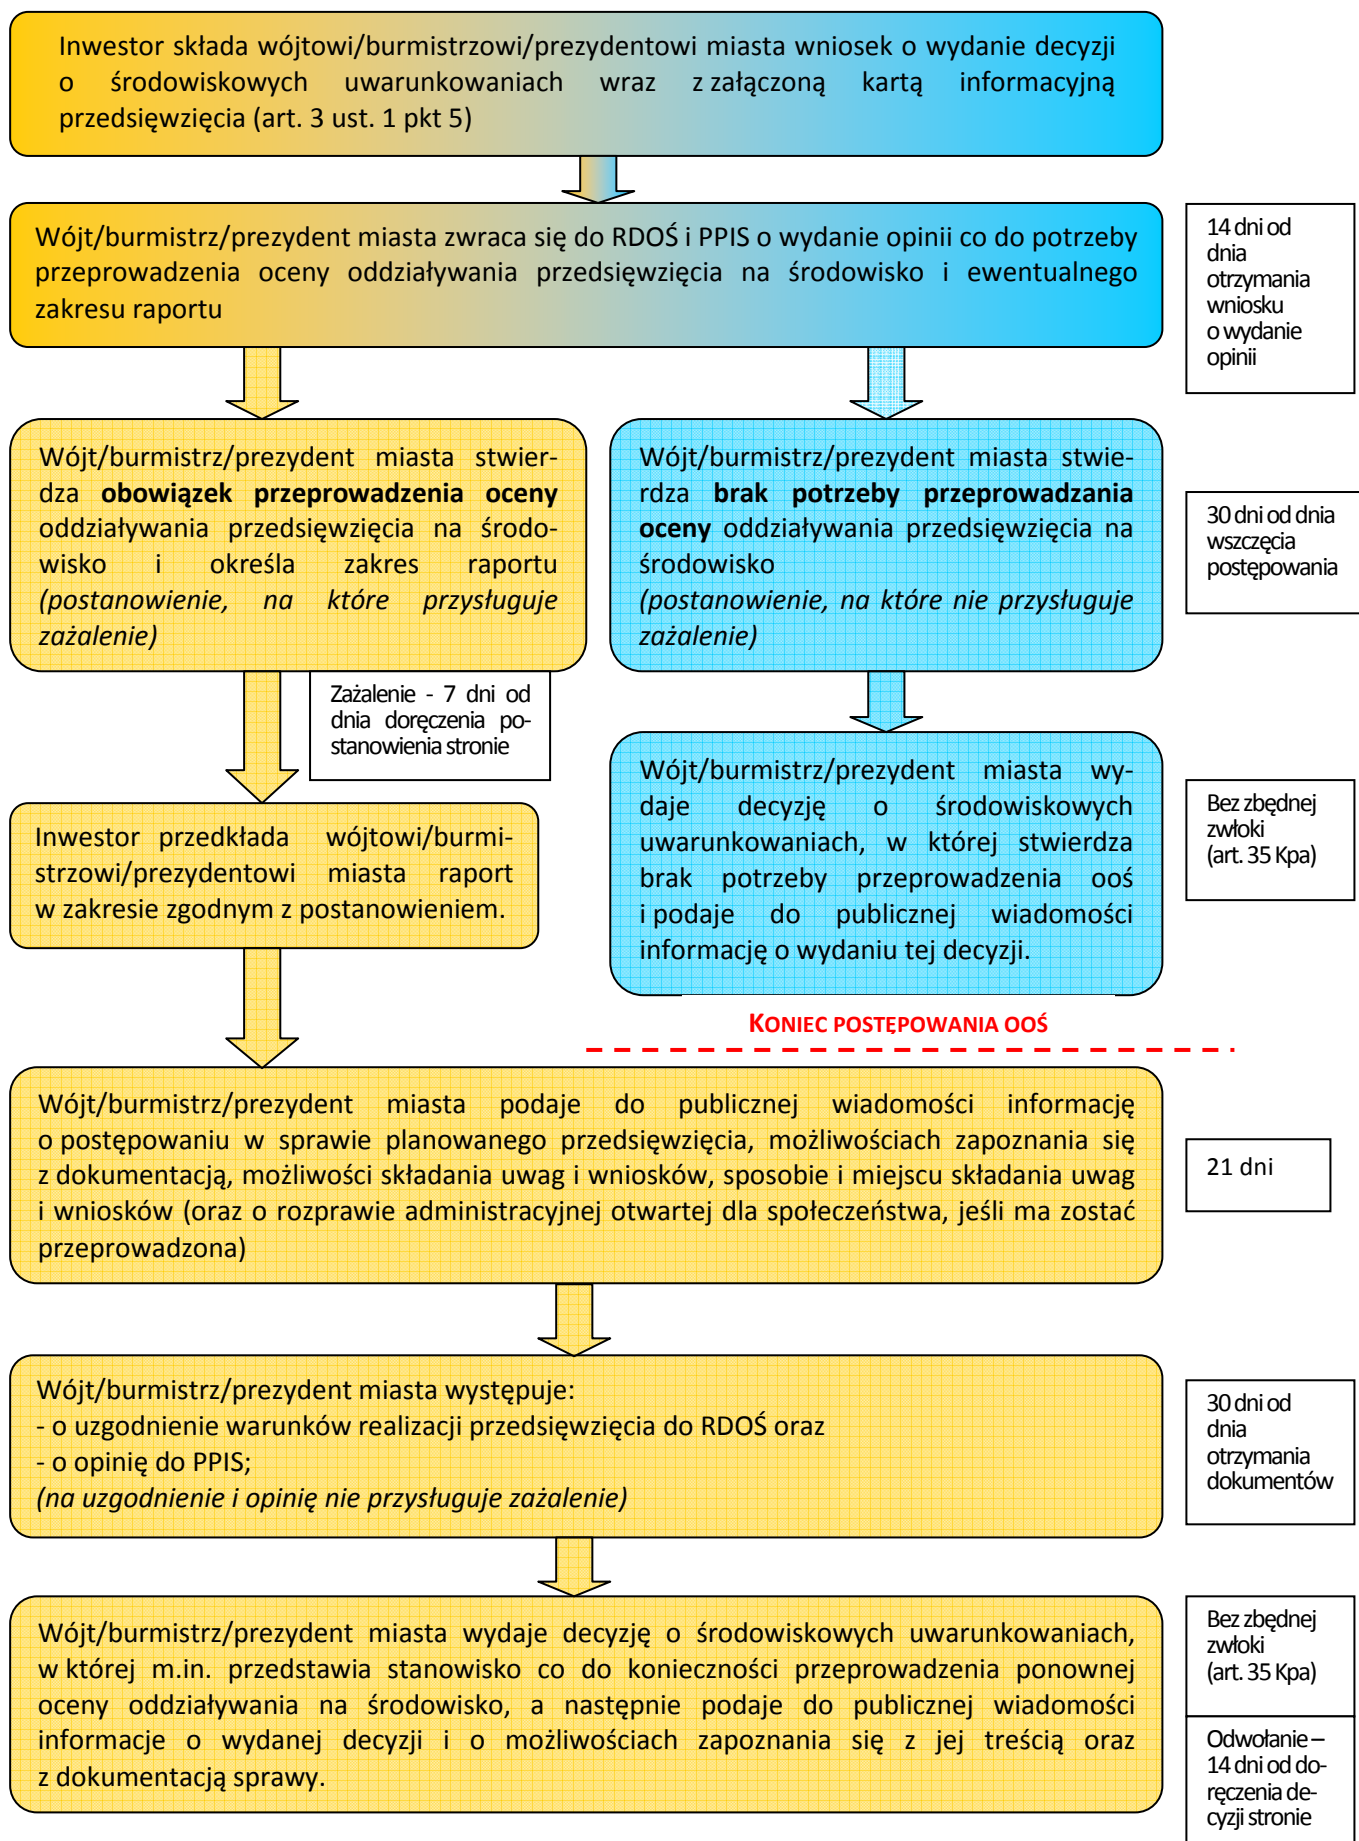 Inwestor składa wójtowi/burmistrzowi/prezydentowi miasta wniosek o wydanie decyzji
o środowiskowych uwarunkowaniach wraz z załączoną kartą informacyjną
przedsięwzięcia (art. 3 ust. 1 pkt 5)
Wójt/burmistrz/prezydent miasta zwraca się do RDOŚ i PPIS o wydanie opinii co do potrzeby
przeprowadzenia oceny oddziaływania przedsięwzięcia na środowisko i ewentualnego
zakresu raportu
14 dni od
dnia
otrzymania
wniosku
o wydanie
opinii
Wójt/burmistrz/prezydent miasta stwier-
dza obowiązek przeprowadzenia oceny
oddziaływania przedsięwzięcia na środo-
wisko i określa zakres raportu
(postanowienie, na które przysługuje
zażalenie)
Wójt/burmistrz/prezydent miasta stwie-
rdza brak potrzeby przeprowadzania
oceny oddziaływania przedsięwzięcia na
środowisko
(postanowienie, na które nie przysługuje
zażalenie)
30 dni od dnia
wszczęcia
postępowania
Zażalenie - 7 dni od
dnia doręczenia po-
stanowienia stronie
Inwestor przedkłada wójtowi/burmi-
strzowi/prezydentowi miasta raport
w zakresie zgodnym z postanowieniem.
Wójt/burmistrz/prezydent miasta wy-
daje decyzję o środowiskowych
uwarunkowaniach, w której stwierdza
brak potrzeby przeprowadzenia ooś
i podaje do publicznej wiadomości
informację o wydaniu tej decyzji.
Bez zbędnej
zwłoki
(art. 35 Kpa)
KONIEC POSTĘPOWANIA OOŚ
Wójt/burmistrz/prezydent miasta podaje do publicznej wiadomości informację
o postępowaniu w sprawie planowanego przedsięwzięcia, możliwościach zapoznania się
z dokumentacją, możliwości składania uwag i wniosków, sposobie i miejscu składania uwag
i wniosków (oraz o rozprawie administracyjnej otwartej dla społeczeństwa, jeśli ma zostać
przeprowadzona)
21 dni
Wójt/burmistrz/prezydent miasta występuje:
- o uzgodnienie warunków realizacji przedsięwzięcia do RDOŚ oraz
- o opinię do PPIS;
(na uzgodnienie i opinię nie przysługuje zażalenie)
30 dni od
dnia
otrzymania
dokumentów
Wójt/burmistrz/prezydent miasta wydaje decyzję o środowiskowych uwarunkowaniach,
w której m.in. przedstawia stanowisko co do konieczności przeprowadzenia ponownej
oceny oddziaływania na środowisko, a następnie podaje do publicznej wiadomości
informacje o wydanej decyzji i o możliwościach zapoznania się z jej treścią oraz
z dokumentacją sprawy.
Bez zbędnej
zwłoki
(art. 35 Kpa)
Odwołanie –
14 dni od do-
ręczenia de-
cyzji stronie